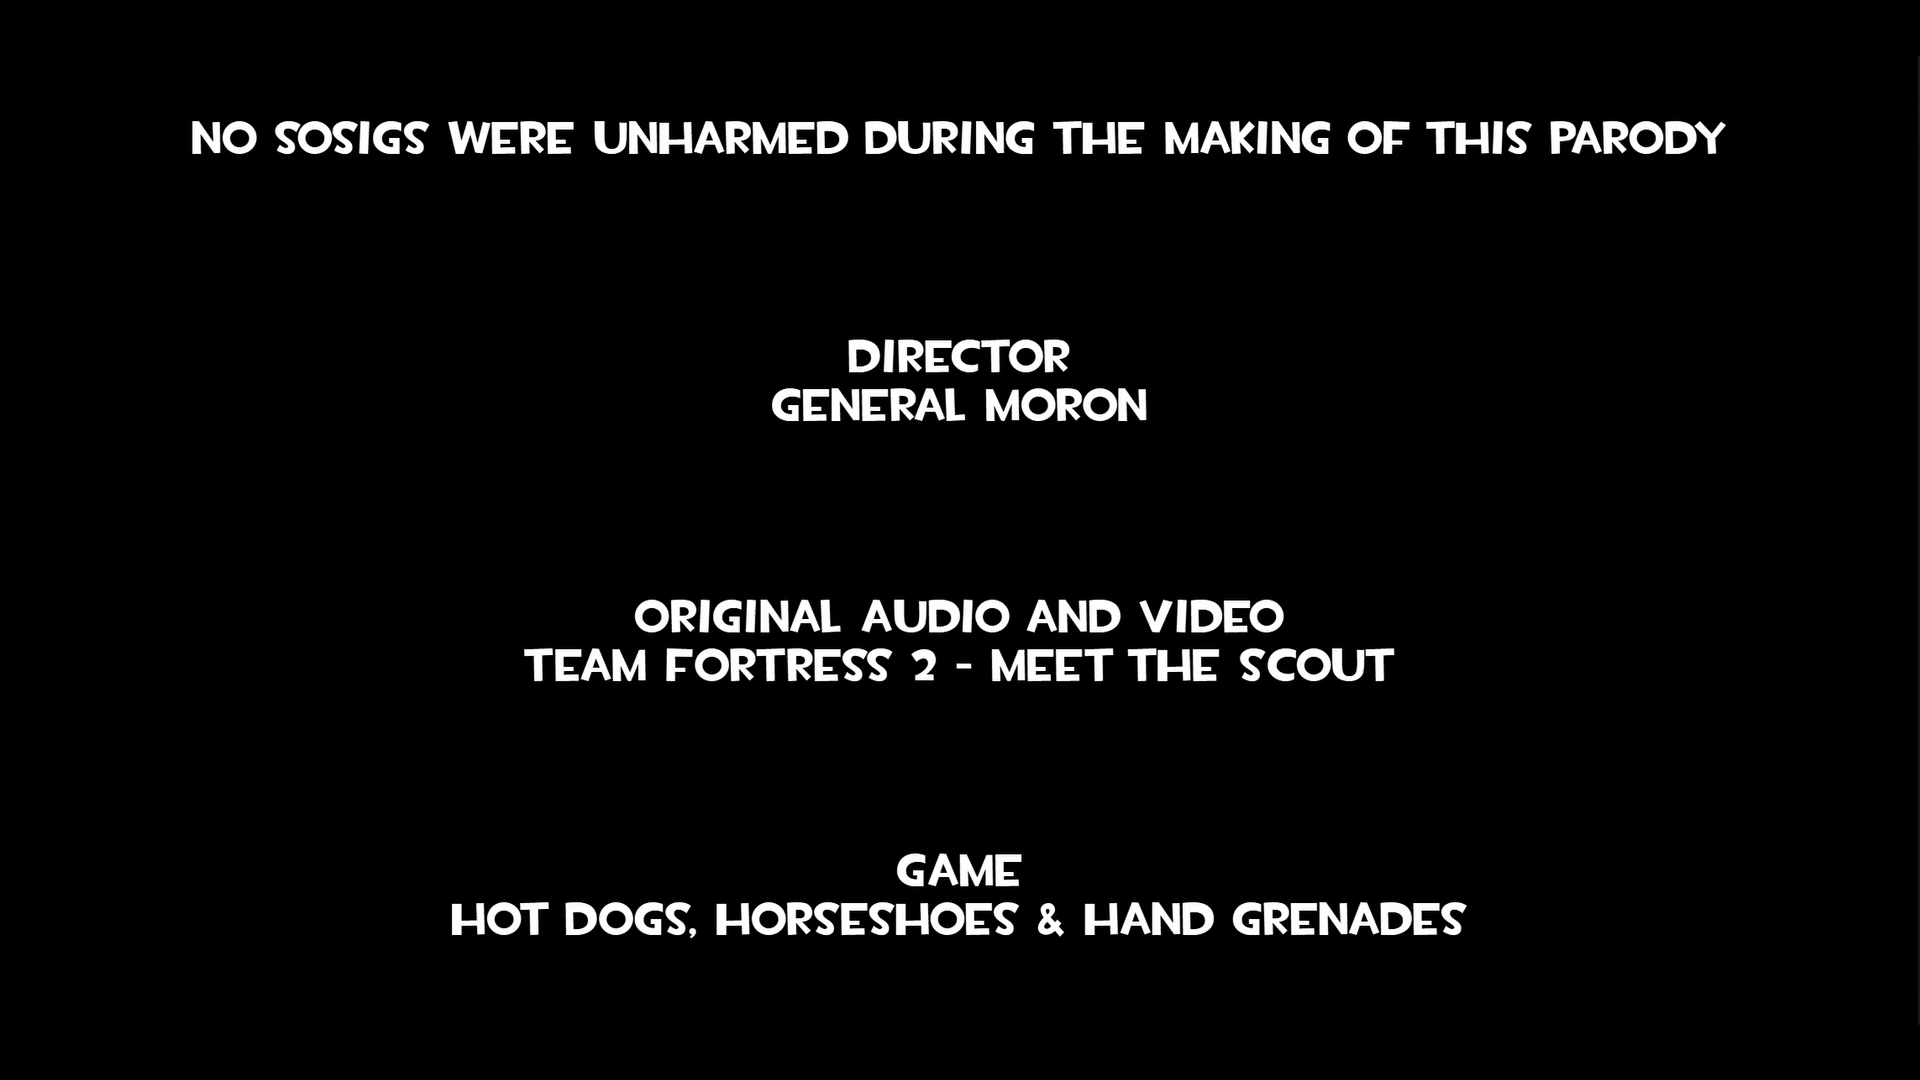 NO SOSIGS WERE UNHARMED DURING THE MAKING OF THIS PARODY
DIRECTOR
GENERAL MORON
ORIGINAL AUDIO AND VIDEO
TEAM FORTRESS 2 - MEET THE SCOUT
GAME
HOT DOGS, HORSESHOES & HAND GRENADES